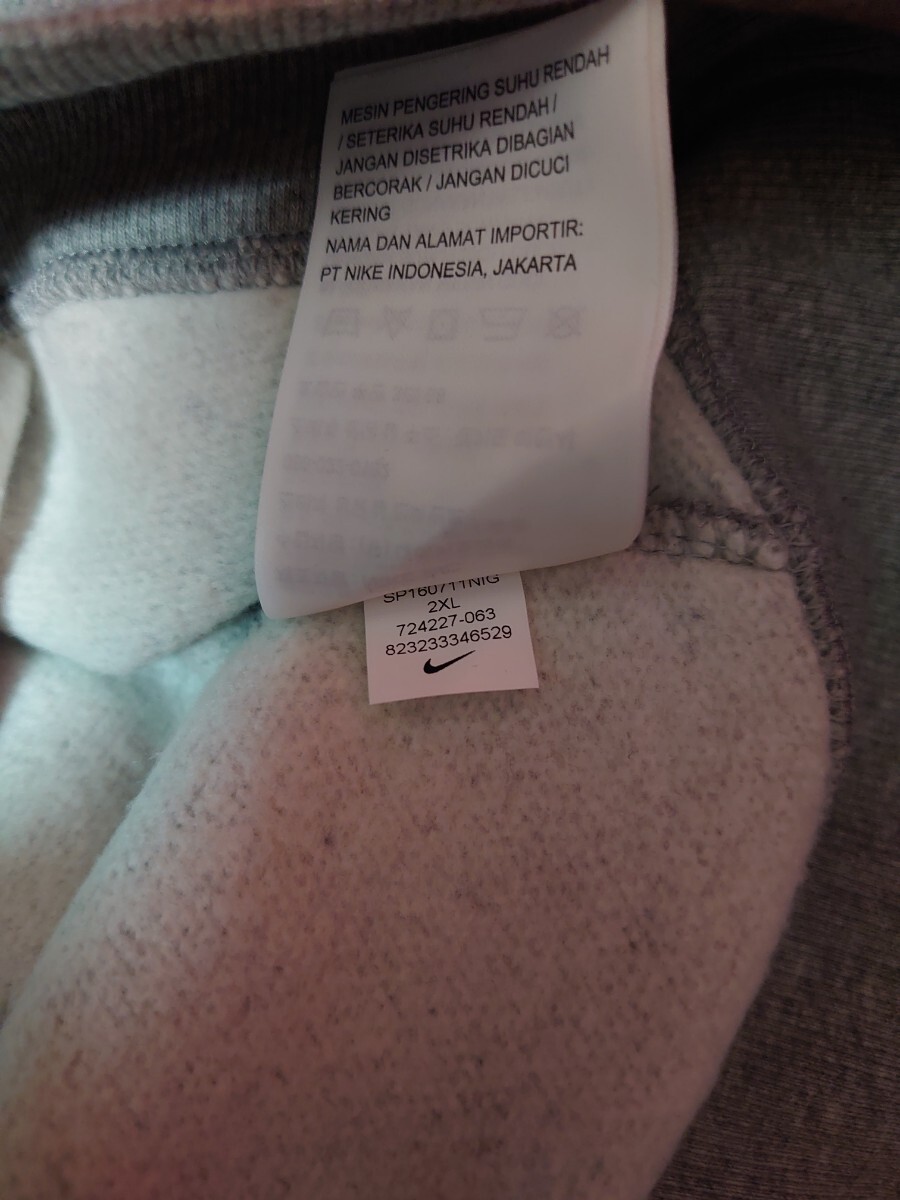 MESIN PENGERING SUHU RENDAH
/ SETERIKA SUHU RENDAH /
JANGAN DISETRIKA DIBAGIAN
BERCORAK / JANGAN DICUCI
KERING
NAMA DAN ALAMAT IMPORTIR:
PT NIKE INDONESIA, JAKARTA
SP160711NIG
2XL
724227-063
823233346529